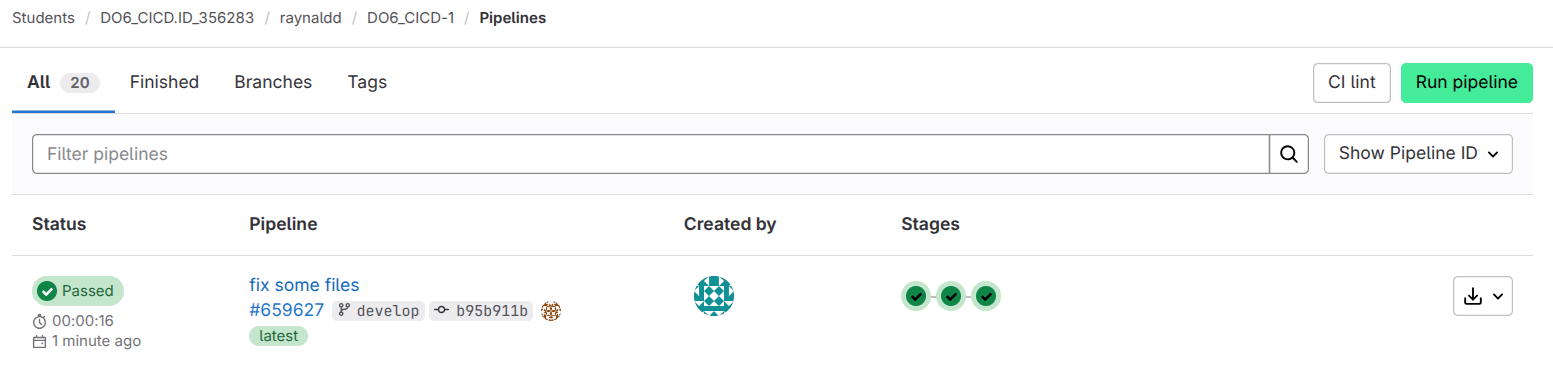 Students / DO6_CICD.ID_356283 / raynaldd / DO6_CICD-1 / Pipelines
All 20 Finished Branches Tags CI lint Run pipeline
Filter pipelines Show Pipeline ID
Status Pipeline Created by Stages
Passed fix some files
#659627 develop b95b911b
00:00:16 latest
1 minute ago